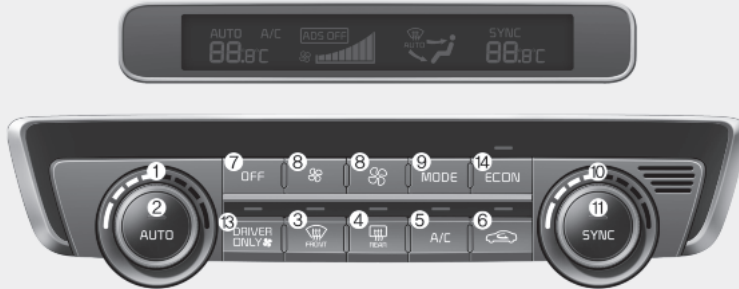 AUTO A/C ADS OFF SYNC
88.8°C AUTO 88.8°C
7 OFF 8 8 9 MODE 14 ECON
1 10
2 AUTO 11 SYNC
13 DRIVER ONLY 3 FRONT 4 REAR 5 A/C 6